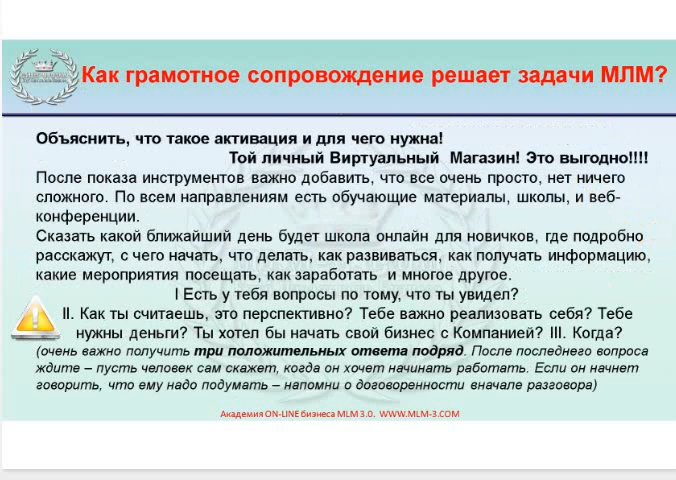 Как грамотное сопровождение решает задачи МЛМ?
Объяснить, что такое активация и для чего нужна!
Той личный Виртуальный Магазин! Это выгодно!!!!
После показа инструментов важно добавить, что все очень просто, нет ничего
сложного. По всем направлениям есть обучающие материалы, школы, и веб-
конференции.
Сказать какой ближайший день будет школа онлайн для новичков, где подробно
расскажут, с чего начать, что делать, как развиваться, как получать информацию,
какие мероприятия посещать, как заработать и многое другое.
I Есть у тебя вопросы по тому, что ты увидел?
II. Как ты считаешь, это перспективно? Тебе важно реализовать себя? Тебе
нужны деньги? Ты хотел бы начать свой бизнес с Компанией? III. Когда?
(очень важно получить три положительных ответа подряд. После последнего вопроса
ждите – пусть человек сам скажет, когда он хочет начинать работать. Если он начнет
говорить, что ему надо подумать – напомни о договоренности вначале разговора)
Академия ON-LINE бизнеса MLM 3.0. WWW.MLM-3.COM